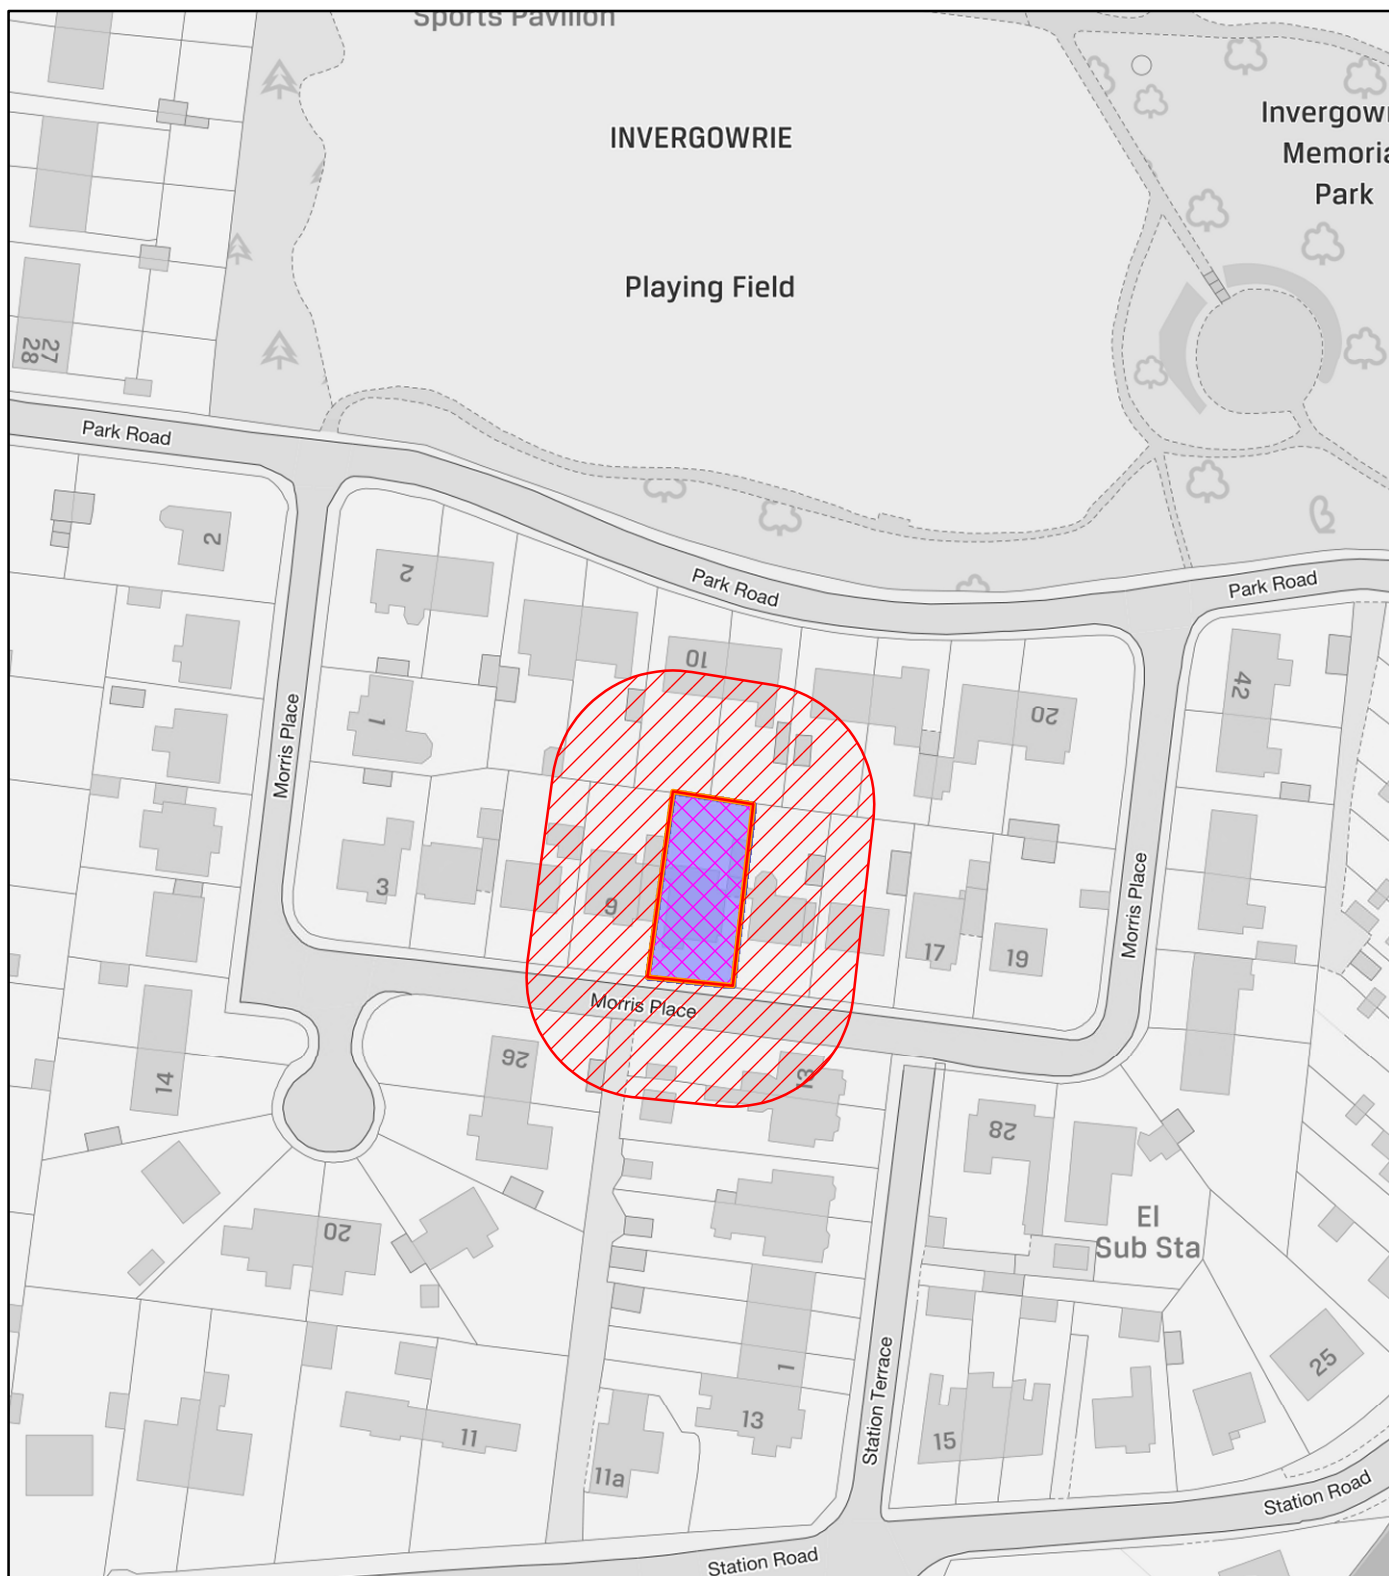 Sports Pavilion
INVERGOWRIE
Playing Field
Park
27
28
Park Road
2
2
Park Road
Park Road
10
42
20
Morris Place
1
3
9
17
19
Morris Place
Morris Place
26
13
14
28
20
El
Sub Sta
1
13
11
11a
15
25
Station Terrace
Station Road
Station Road